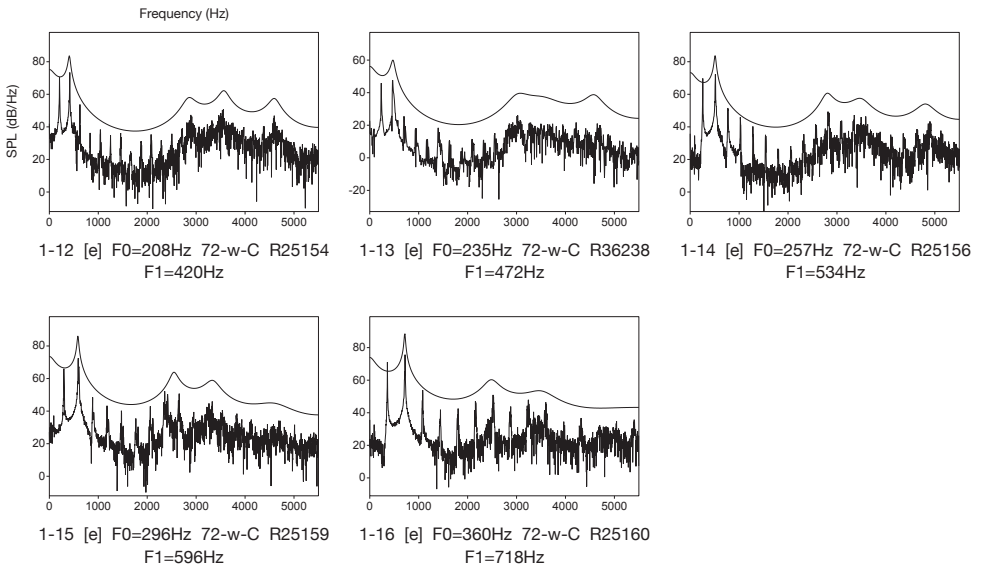 Frequency (Hz)
SPL (dB/Hz)
80
60
40
20
0
0 1000 2000 3000 4000 5000
1-12 [e] F0=208Hz 72-w-C R25154
F1=420Hz
60
40
20
0
-20
0 1000 2000 3000 4000 5000
1-13 [e] F0=235Hz 72-w-C R36238
F1=472Hz
80
60
40
20
0
0 1000 2000 3000 4000 5000
1-14 [e] F0=257Hz 72-w-C R25156
F1=534Hz
80
60
40
20
0
0 1000 2000 3000 4000 5000
1-15 [e] F0=296Hz 72-w-C R25159
F1=596Hz
80
60
40
20
0
0 1000 2000 3000 4000 5000
1-16 [e] F0=360Hz 72-w-C R25160
F1=718Hz